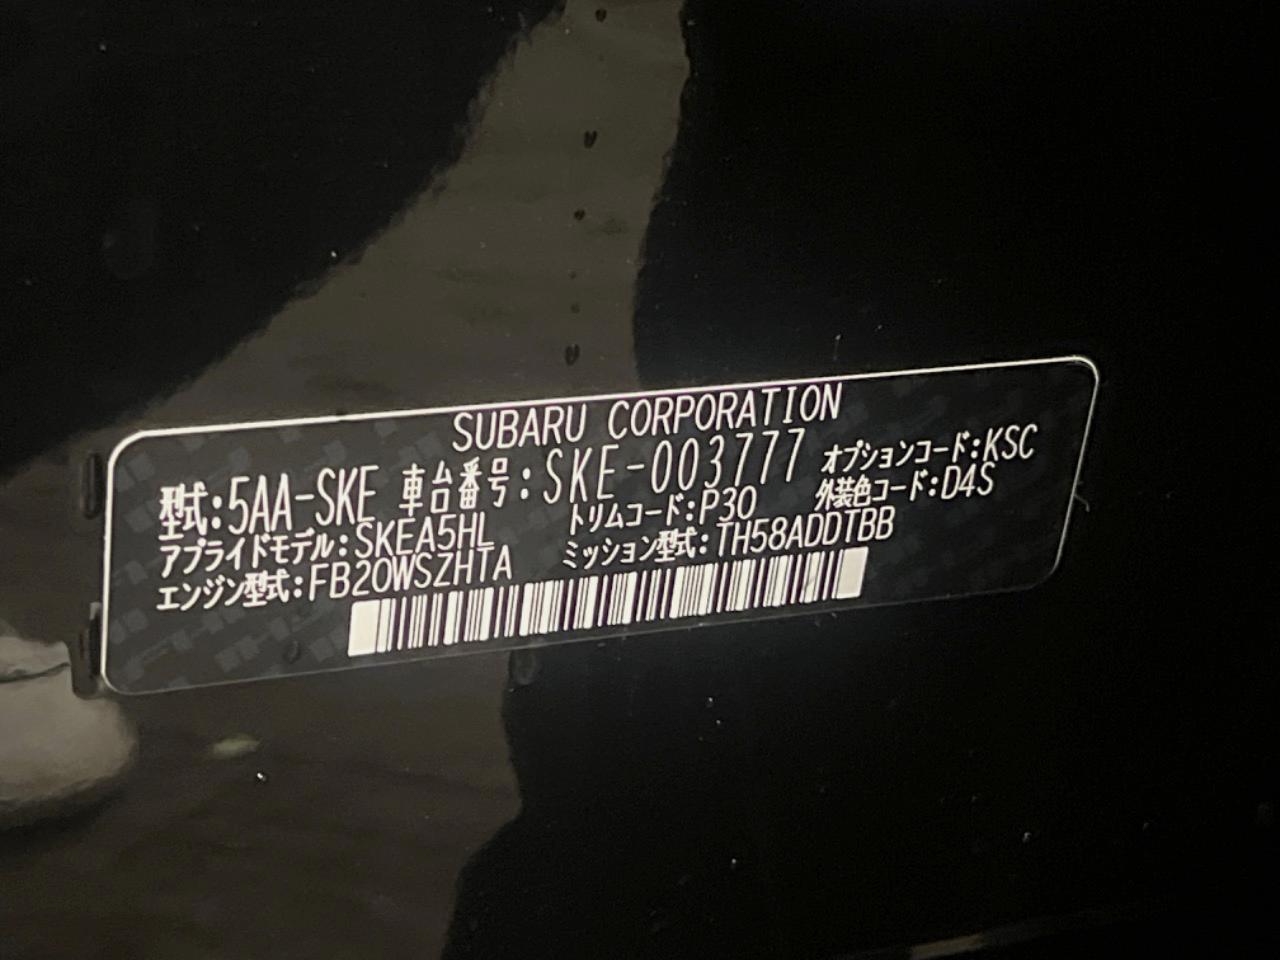 SUBARU CORPORATION
型式:5AA-SKE 車台番号:SKE-003777 オプションコード:KSC
アプライドモデル:SKEA5HL トリムコード:P30 外装色コード:D4S
エンジン型式:FB20WSZHTA ミッション型式:TH58ADDTBB